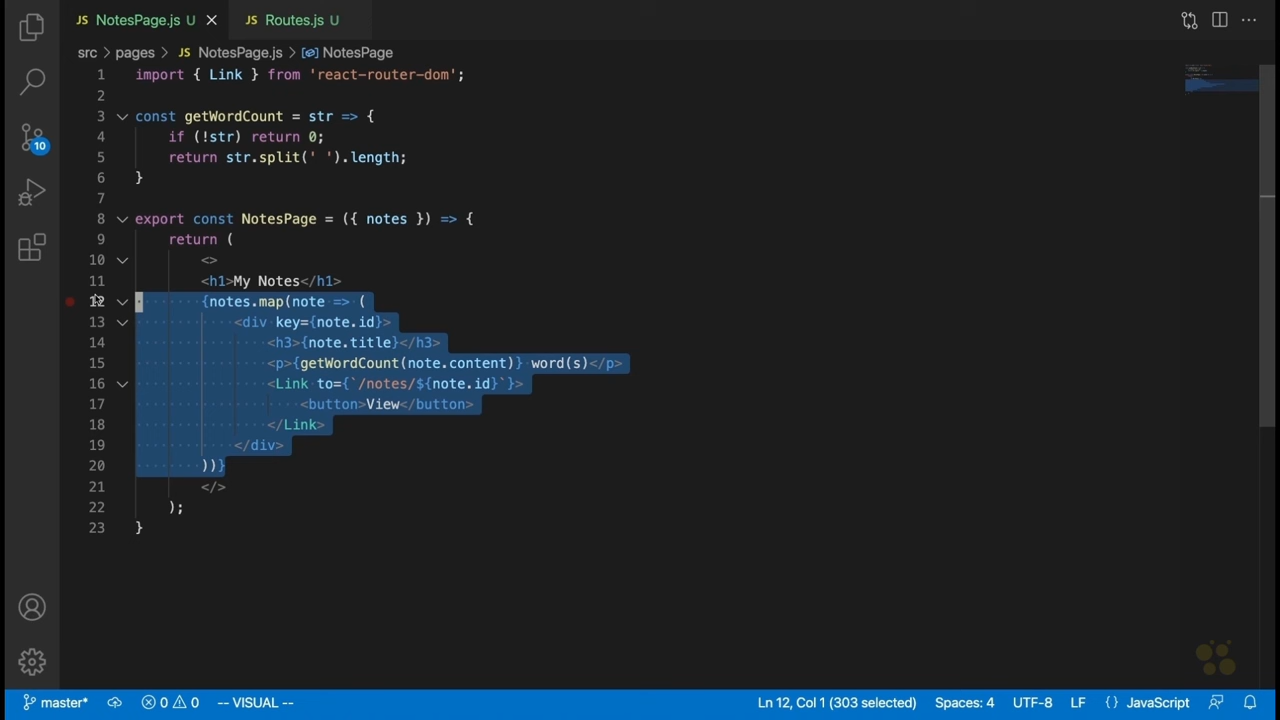 JS NotesPage.js U
JS Routes.js U
src > pages > JS NotesPage.js > NotesPage
1 import { Link } from 'react-router-dom';
2
3 const getWordCount = str => {
4 if (!str) return 0;
5 return str.split(' ').length;
6 }
7
8 export const NotesPage = ({ notes }) => {
9 return (
10 <>
11 <h1>My Notes</h1>
12 {notes.map(note => (
13 <div key={note.id}>
14 <h3>{note.title}</h3>
15 <p>{getWordCount(note.content)} word(s)</p>
16 <Link to={`/notes/${note.id}`}>
17 <button>View</button>
18 </Link>
19 </div>
20 ))}
21 </>
22 );
23 }
10
master* 0 0 -- VISUAL -- Ln 12, Col 1 (303 selected) Spaces: 4 UTF-8 LF {} JavaScript